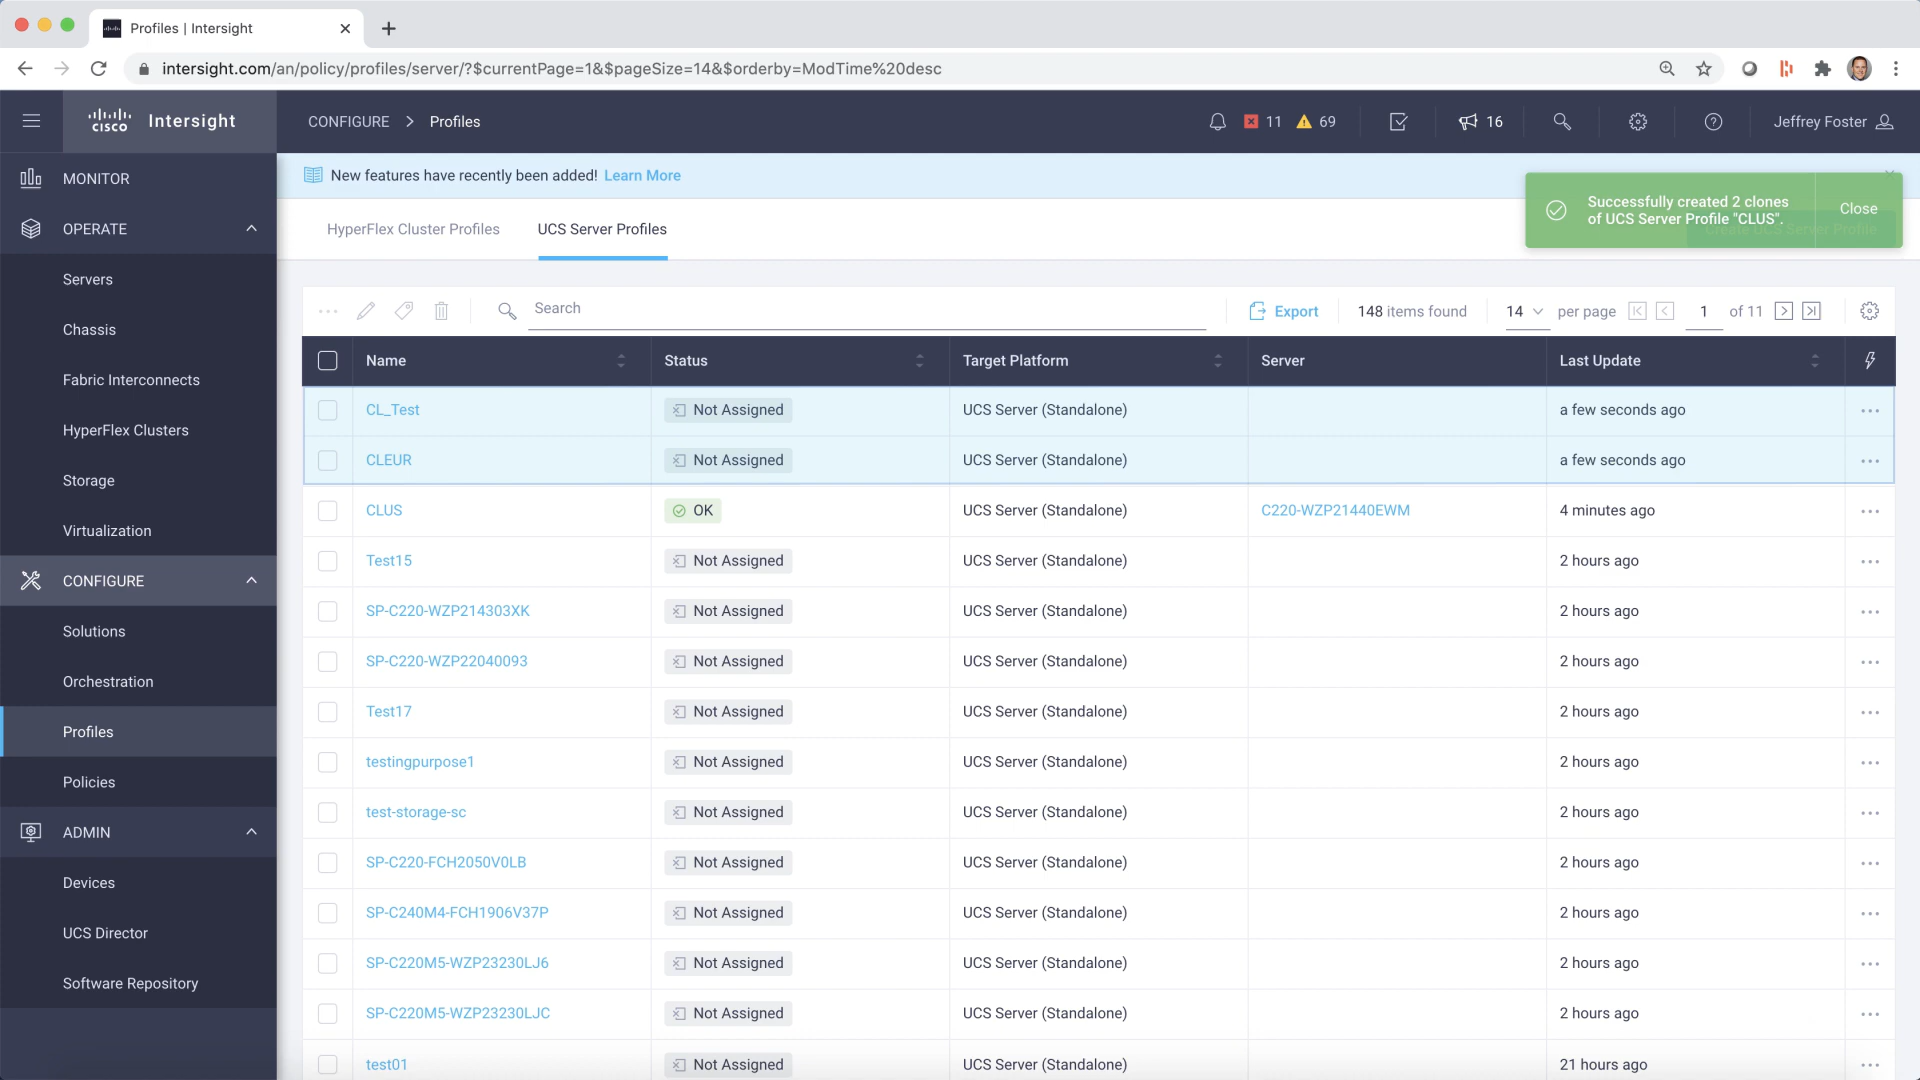 Profiles | Intersight
intersight.com/an/policy/profiles/server/?$currentPage=1&$pageSize=14&$orderby=ModTime%20desc
CISCO Intersight
CONFIGURE > Profiles
11 69 16 Jeffrey Foster
New features have recently been added! Learn More
Successfully created 2 clones
of UCS Server Profile "CLUS".
Close
Create UCS Server Profile
HyperFlex Cluster Profiles UCS Server Profiles
MONITOR
OPERATE
Servers
Chassis
Fabric Interconnects
HyperFlex Clusters
Storage
Virtualization
CONFIGURE
Solutions
Orchestration
Profiles
Policies
ADMIN
Devices
UCS Director
Software Repository
Search Export 148 items found 14 per page 1 of 11
Name Status Target Platform Server Last Update
CL_Test Not Assigned UCS Server (Standalone) a few seconds ago
CLEUR Not Assigned UCS Server (Standalone) a few seconds ago
CLUS OK UCS Server (Standalone) C220-WZP21440EWM 4 minutes ago
Test15 Not Assigned UCS Server (Standalone) 2 hours ago
SP-C220-WZP214303XK Not Assigned UCS Server (Standalone) 2 hours ago
SP-C220-WZP22040093 Not Assigned UCS Server (Standalone) 2 hours ago
Test17 Not Assigned UCS Server (Standalone) 2 hours ago
testingpurpose1 Not Assigned UCS Server (Standalone) 2 hours ago
test-storage-sc Not Assigned UCS Server (Standalone) 2 hours ago
SP-C220-FCH2050V0LB Not Assigned UCS Server (Standalone) 2 hours ago
SP-C240M4-FCH1906V37P Not Assigned UCS Server (Standalone) 2 hours ago
SP-C220M5-WZP23230LJ6 Not Assigned UCS Server (Standalone) 2 hours ago
SP-C220M5-WZP23230LJC Not Assigned UCS Server (Standalone) 2 hours ago
test01 Not Assigned UCS Server (Standalone) 21 hours ago